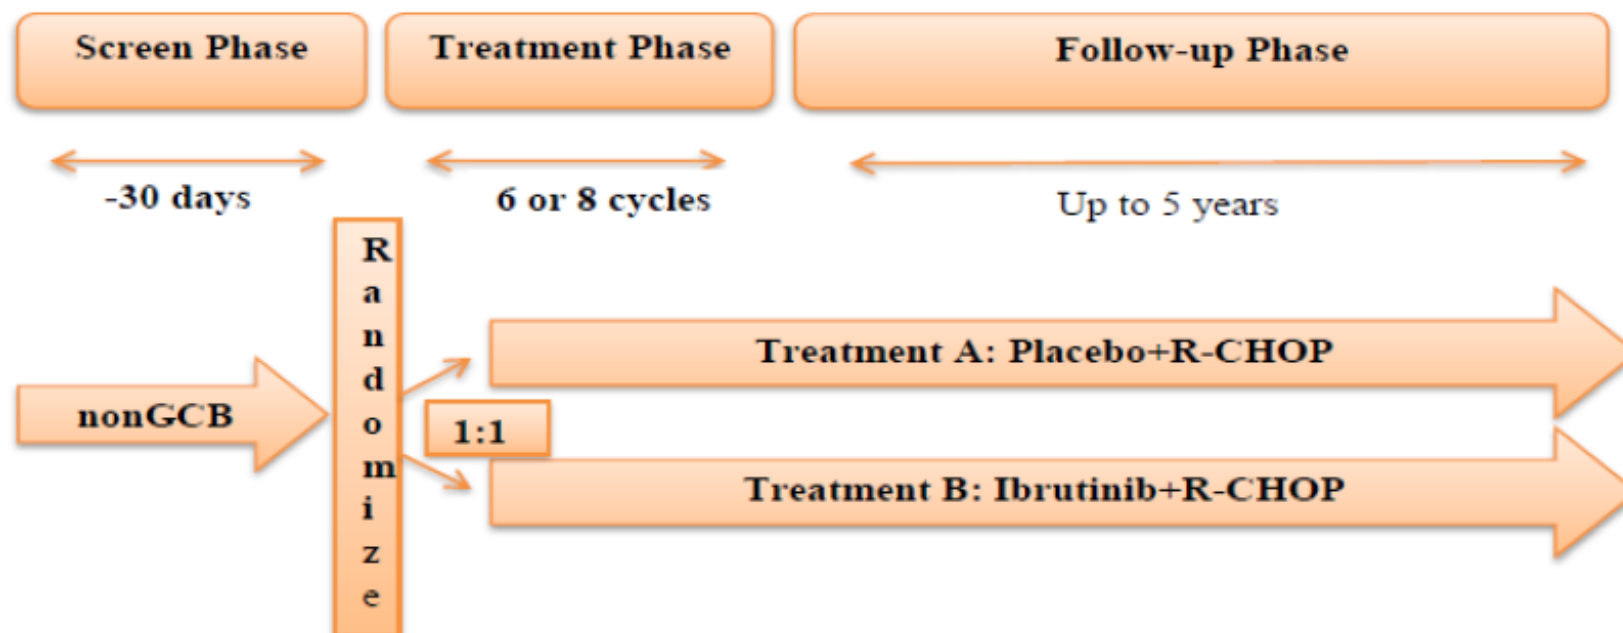 Screen Phase
Treatment Phase
Follow-up Phase
-30 days
6 or 8 cycles
Up to 5 years
Randomize
nonGCB
1:1
Treatment A: Placebo+R-CHOP
Treatment B: Ibrutinib+R-CHOP